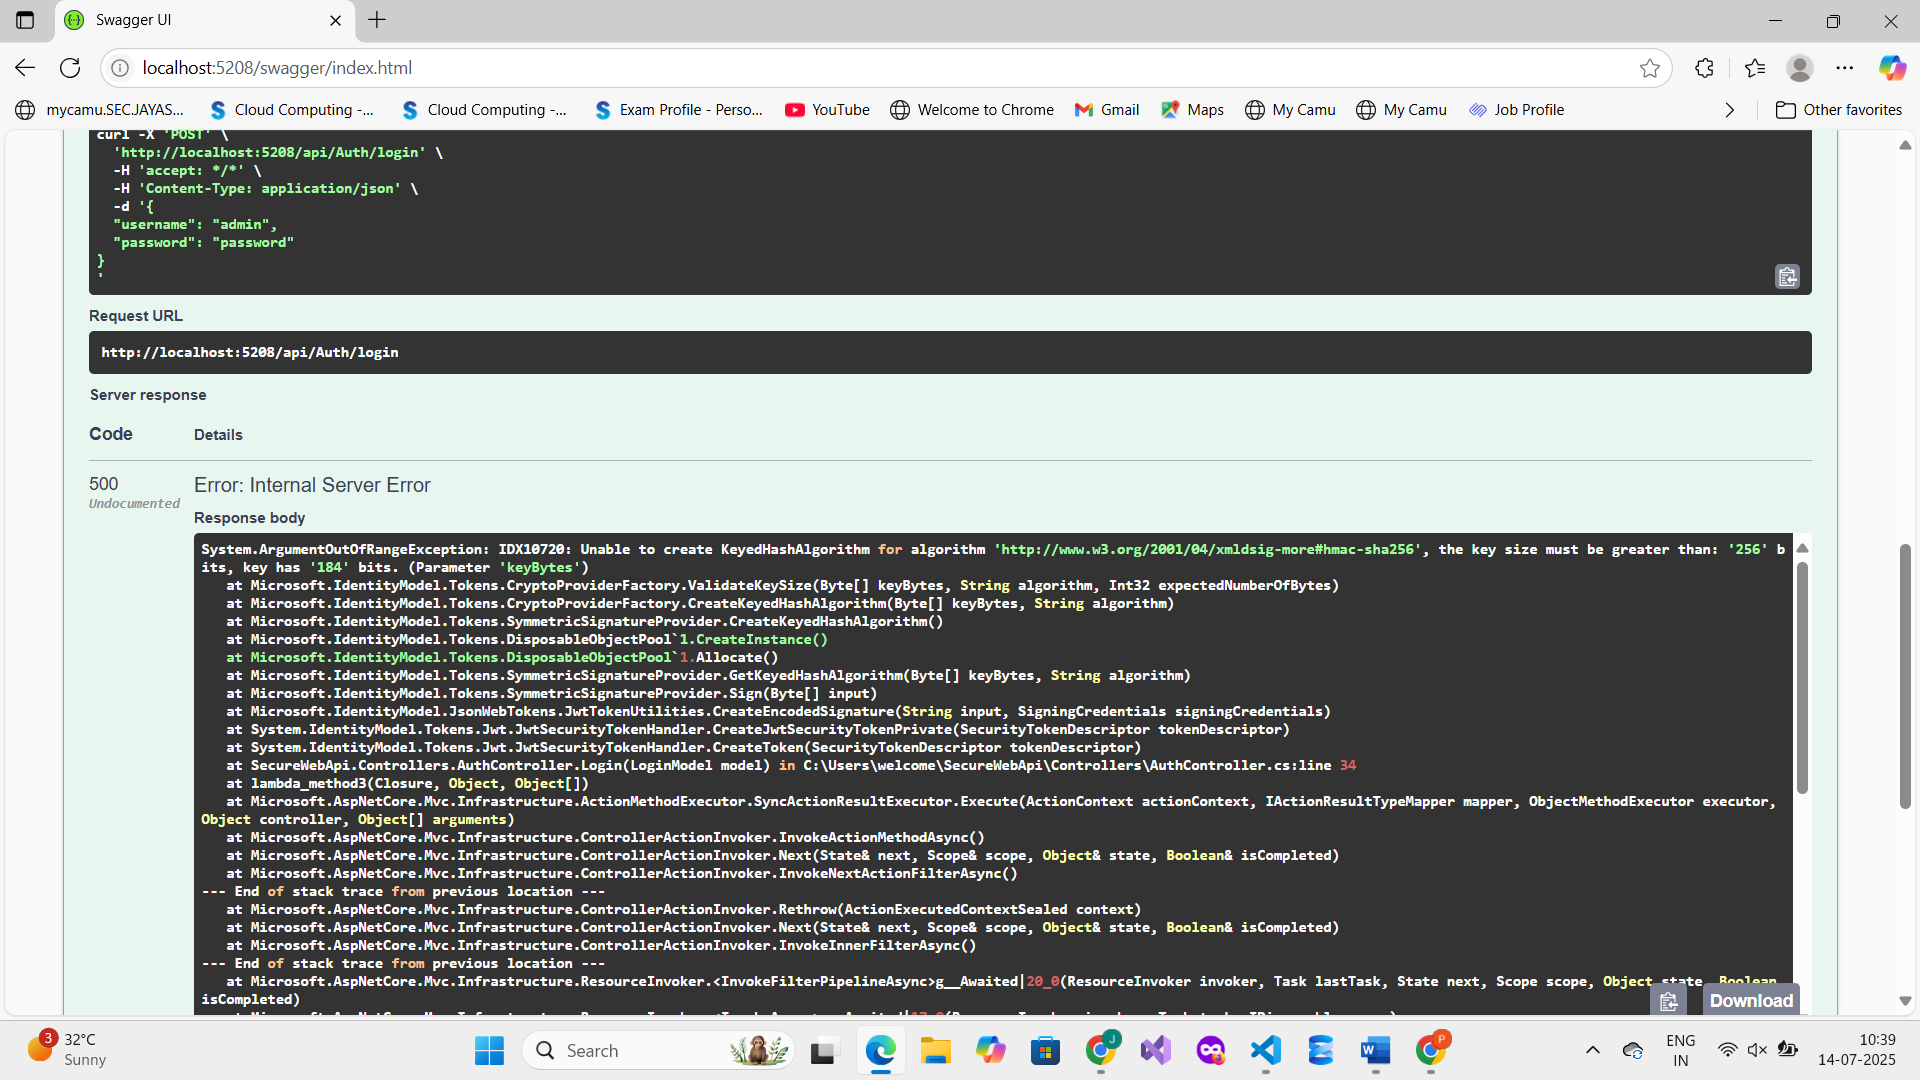 Swagger UI
localhost:5208/swagger/index.html
mycamu.SEC.JAYAS...
Cloud Computing -...
Cloud Computing -...
Exam Profile - Perso...
YouTube
Welcome to Chrome
Gmail
Maps
My Camu
My Camu
Job Profile
Other favorites
curl -X 'POST' \
'http://localhost:5208/api/Auth/login' \
-H 'accept: */*' \
-H 'Content-Type: application/json' \
-d '{
"username": "admin",
"password": "password"
}
'
Request URL
http://localhost:5208/api/Auth/login
Server response
Code Details
500 Error: Internal Server Error
Undocumented
Response body
System.ArgumentOutOfRangeException: IDX10720: Unable to create KeyedHashAlgorithm for algorithm 'http://www.w3.org/2001/04/xmldsig-more#hmac-sha256', the key size must be greater than: '256' b
its, key has '184' bits. (Parameter 'keyBytes')
at Microsoft.IdentityModel.Tokens.CryptoProviderFactory.ValidateKeySize(Byte[] keyBytes, String algorithm, Int32 expectedNumberOfBytes)
at Microsoft.IdentityModel.Tokens.CryptoProviderFactory.CreateKeyedHashAlgorithm(Byte[] keyBytes, String algorithm)
at Microsoft.IdentityModel.Tokens.SymmetricSignatureProvider.CreateKeyedHashAlgorithm()
at Microsoft.IdentityModel.Tokens.DisposableObjectPool`1.CreateInstance()
at Microsoft.IdentityModel.Tokens.DisposableObjectPool`1.Allocate()
at Microsoft.IdentityModel.Tokens.SymmetricSignatureProvider.GetKeyedHashAlgorithm(Byte[] keyBytes, String algorithm)
at Microsoft.IdentityModel.Tokens.SymmetricSignatureProvider.Sign(Byte[] input)
at Microsoft.IdentityModel.JsonWebTokens.JwtTokenUtilities.CreateEncodedSignature(String input, SigningCredentials signingCredentials)
at System.IdentityModel.Tokens.Jwt.JwtSecurityTokenHandler.CreateJwtSecurityTokenPrivate(SecurityTokenDescriptor tokenDescriptor)
at System.IdentityModel.Tokens.Jwt.JwtSecurityTokenHandler.CreateToken(SecurityTokenDescriptor tokenDescriptor)
at SecureWebApi.Controllers.AuthController.Login(LoginModel model) in C:\Users\welcome\SecureWebApi\Controllers\AuthController.cs:line 34
at lambda_method3(Closure, Object, Object[])
at Microsoft.AspNetCore.Mvc.Infrastructure.ActionMethodExecutor.SyncActionResultExecutor.Execute(ActionContext actionContext, IActionResultTypeMapper mapper, ObjectMethodExecutor executor,
Object controller, Object[] arguments)
at Microsoft.AspNetCore.Mvc.Infrastructure.ControllerActionInvoker.InvokeActionMethodAsync()
at Microsoft.AspNetCore.Mvc.Infrastructure.ControllerActionInvoker.Next(State& next, Scope& scope, Object& state, Boolean& isCompleted)
at Microsoft.AspNetCore.Mvc.Infrastructure.ControllerActionInvoker.InvokeNextActionFilterAsync()
--- End of stack trace from previous location ---
at Microsoft.AspNetCore.Mvc.Infrastructure.ControllerActionInvoker.Rethrow(ActionExecutedContextSealed context)
at Microsoft.AspNetCore.Mvc.Infrastructure.ControllerActionInvoker.Next(State& next, Scope& scope, Object& state, Boolean& isCompleted)
at Microsoft.AspNetCore.Mvc.Infrastructure.ControllerActionInvoker.InvokeInnerFilterAsync()
--- End of stack trace from previous location ---
at Microsoft.AspNetCore.Mvc.Infrastructure.ResourceInvoker.<InvokeFilterPipelineAsync>g__Awaited|20_0(ResourceInvoker invoker, Task lastTask, State next, Scope scope, Object state, Boolean
isCompleted)
Download
3
32°C
Sunny
Search
J
P
ENG
IN
10:39
14-07-2025